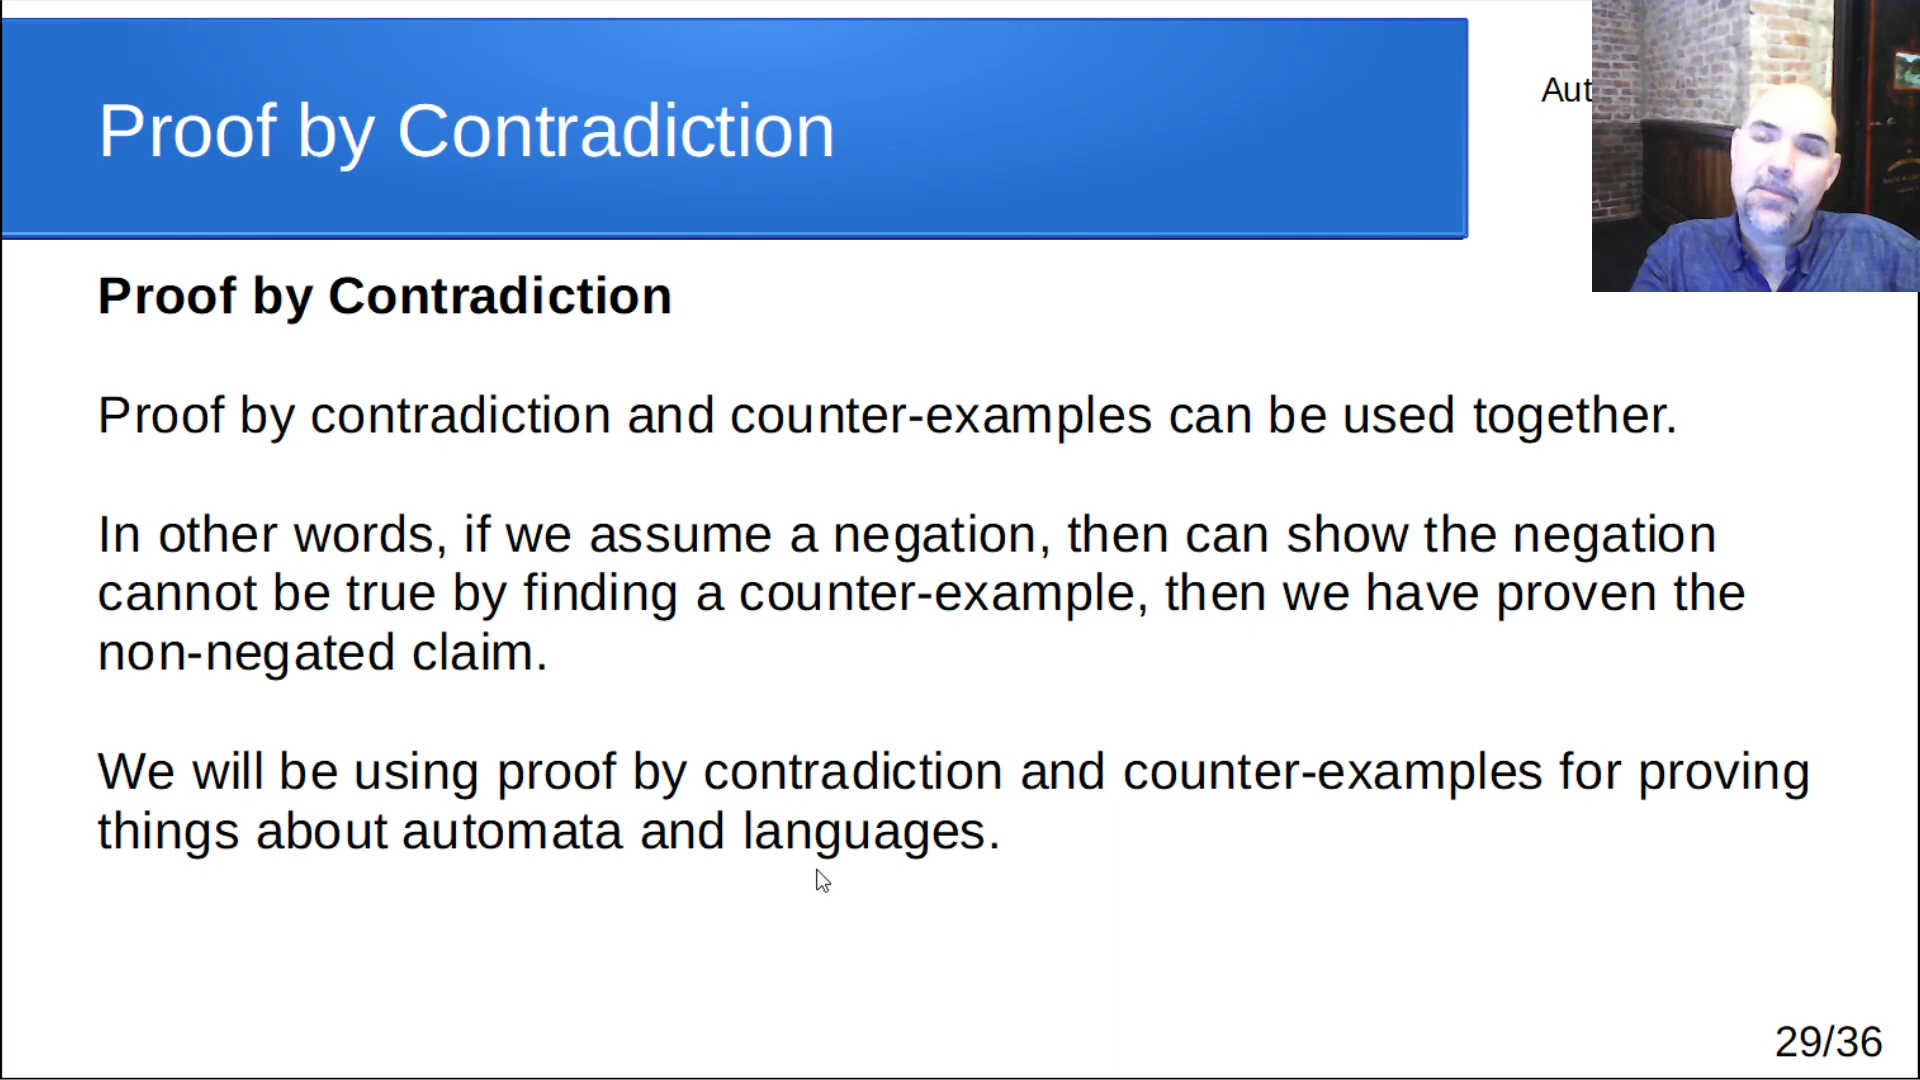 Proof by Contradiction
Aut
Proof by Contradiction
Proof by contradiction and counter-examples can be used together.
In other words, if we assume a negation, then can show the negation
cannot be true by finding a counter-example, then we have proven the
non-negated claim.
We will be using proof by contradiction and counter-examples for proving
things about automata and languages.
29/36